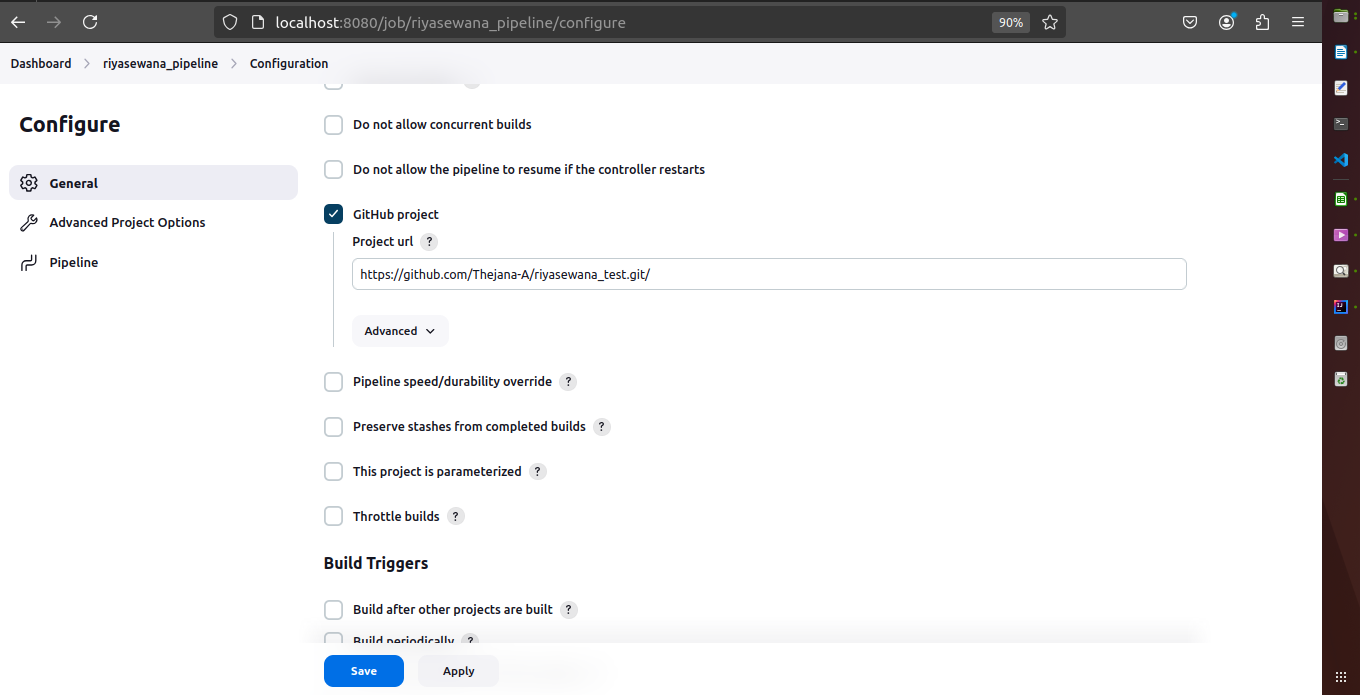 localhost:8080/job/riyasewana_pipeline/configure
90%
Dashboard
riyasewana_pipeline
Configuration
Configure
General
Advanced Project Options
Pipeline
Do not allow concurrent builds
Do not allow the pipeline to resume if the controller restarts
GitHub project
Project url ?
https://github.com/Thejana-A/riyasewana_test.git/
Advanced
Pipeline speed/durability override ?
Preserve stashes from completed builds ?
This project is parameterized ?
Throttle builds ?
Build Triggers
Build after other projects are built ?
Build periodically ?
Save
Apply